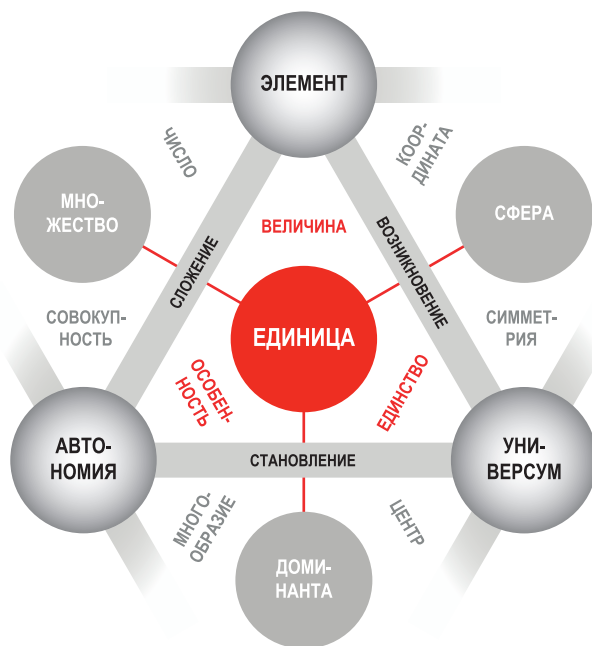 ЭЛЕМЕНТ
ЧИСЛО
КООР-
ДИНАТА
МНО-
ЖЕСТВО
СФЕРА
ВЕЛИЧИНА
СЛОЖЕНИЕ
ВОЗНИКНОВЕНИЕ
СОВОКУП-
НОСТЬ
ЕДИНИЦА
СИММЕТ-
РИЯ
ОСОБЕН-
НОСТЬ
ЕДИНСТВО
АВТО-
НОМИЯ
СТАНОВЛЕНИЕ
УНИ-
ВЕРСУМ
МНОГО-
ОБРАЗИЕ
ЦЕНТР
ДОМИ-
НАНТА